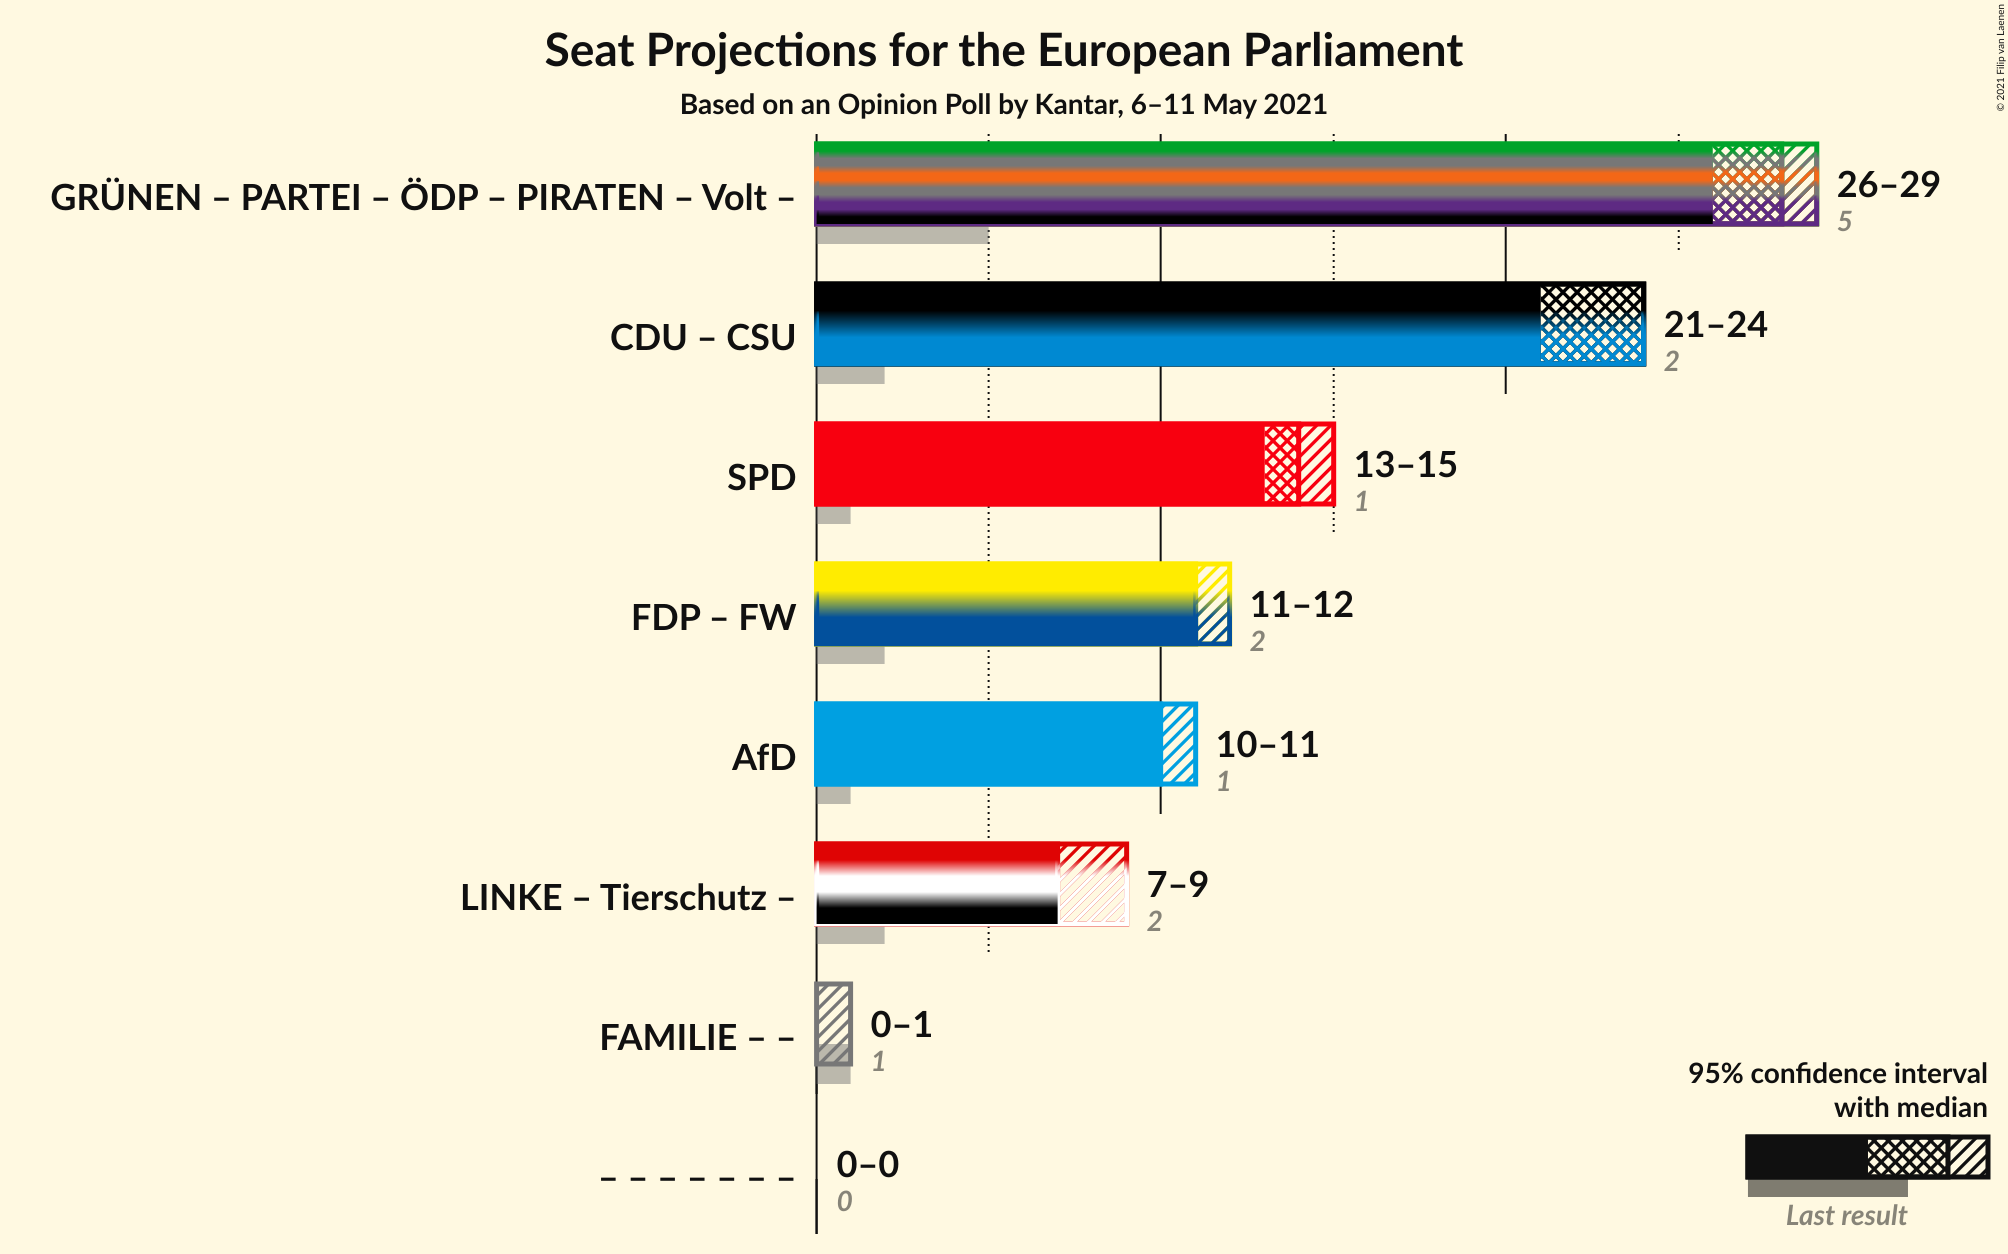 Seat Projections for the European Parliament
Based on an Opinion Poll by Kantar, 6–11 May 2021
© 2021 Filip van Laenen
GRÜNEN – PARTEI – ÖDP – PIRATEN – Volt –
26–29
5
CDU – CSU
21–24
2
SPD
13–15
1
FDP – FW
11–12
2
AfD
10–11
1
LINKE – Tierschutz –
7–9
2
FAMILIE – –
0–1
1
– – – – – – –
0–0
0
95% confidence interval
with median
Last result